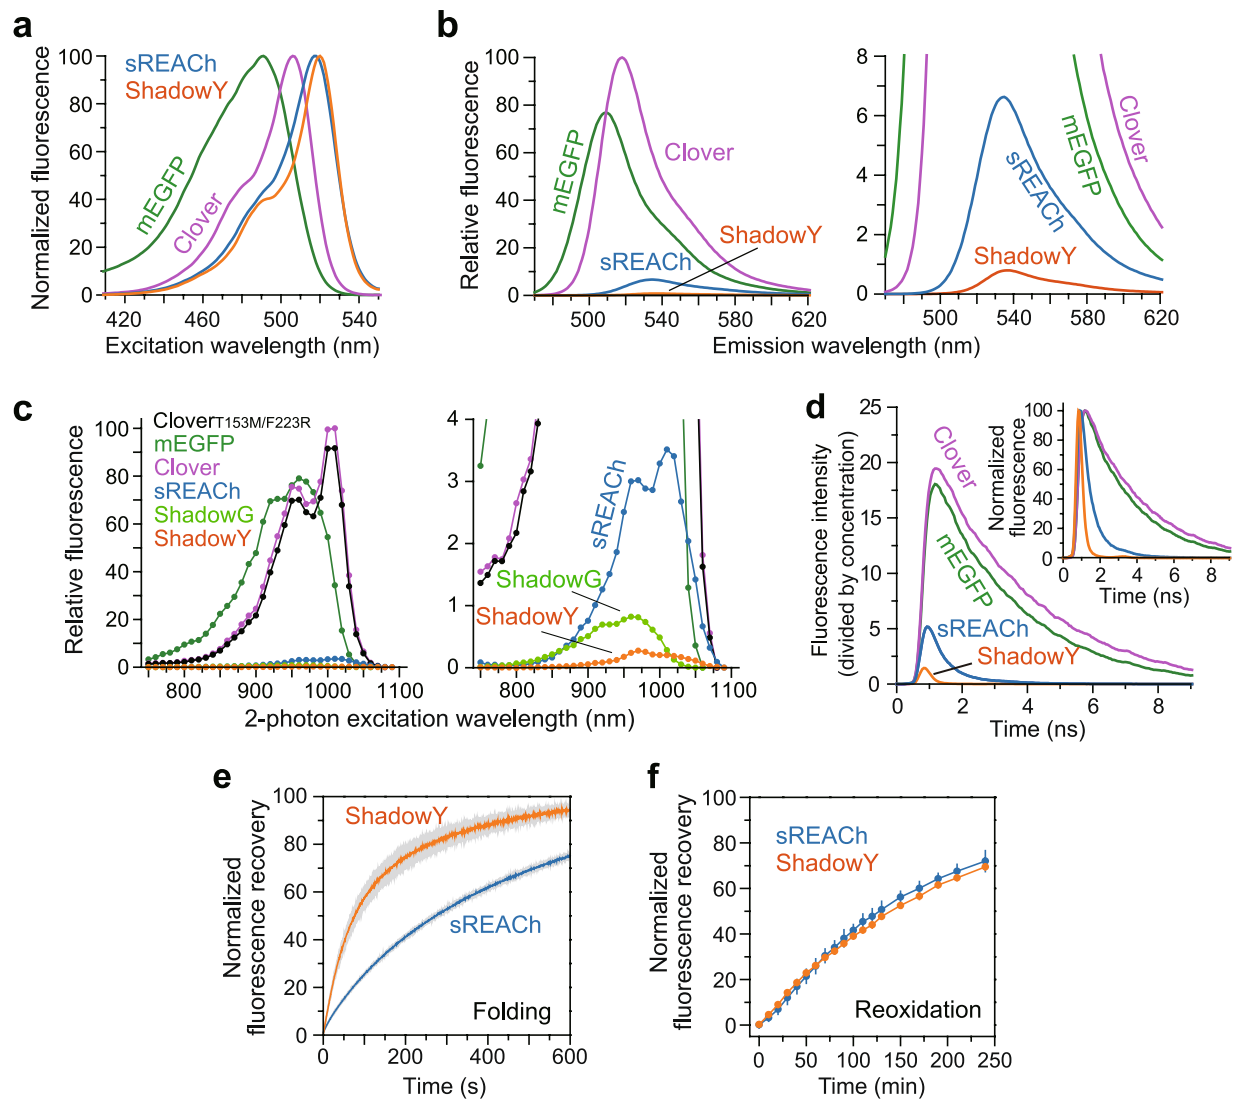 a
Normalized fluorescence
100
80
60
40
20
0
sREACh
ShadowY
mEGFP
Clover
420
460
500
540
Excitation wavelength (nm)
b
Relative fluorescence
100
80
60
40
20
0
mEGFP
Clover
ShadowY
sREACh
500
540
580
620
8
6
4
2
0
Clover
mEGFP
sREACh
ShadowY
500
540
580
620
Emission wavelength (nm)
c
Relative fluorescence
100
80
60
40
20
0
CloverT153M/F223R
mEGFP
Clover
sREACh
ShadowG
ShadowY
800
900
1000
1100
4
3
2
1
0
sREACh
ShadowG
ShadowY
800
900
1000
1100
2-photon excitation wavelength (nm)
d
Fluorescence intensity
(divided by concentration)
25
20
15
10
5
0
Clover
mEGFP
sREACh
ShadowY
0
2
4
6
8
Time (ns)
Normalized
fluorescence
100
80
60
40
20
0
0
2
4
6
8
Time (ns)
e
Normalized
fluorescence recovery
100
80
60
40
20
0
ShadowY
sREACh
Folding
0
200
400
600
Time (s)
f
Normalized
fluorescence recovery
100
80
60
40
20
0
sREACh
ShadowY
Reoxidation
0
50
100
150
200
250
Time (min)